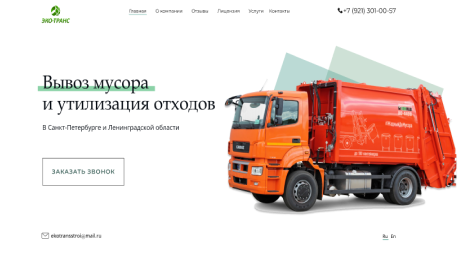 ЭКО-ТРАНС
Главная О компании Отзывы Лицензия Услуги Контакты
+7 (921) 301-00-57
Вывоз мусора
и утилизация отходов
В Санкт-Петербурге и Ленинградской области
ЗАКАЗАТЬ ЗВОНОК
ekotransstroi@mail.ru
Ru En